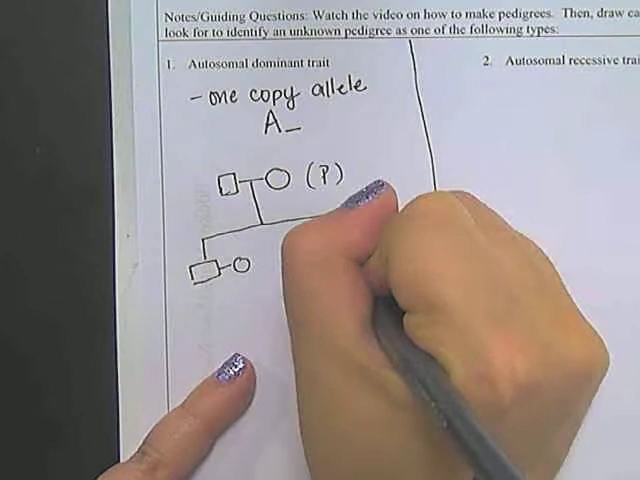 Notes/Guiding Questions: Watch the video on how to make pedigrees. Then, draw ca
look for to identify an unknown pedigree as one of the following types:
1. Autosomal dominant trait
2. Autosomal recessive trai
- one copy allele
A_
(P)